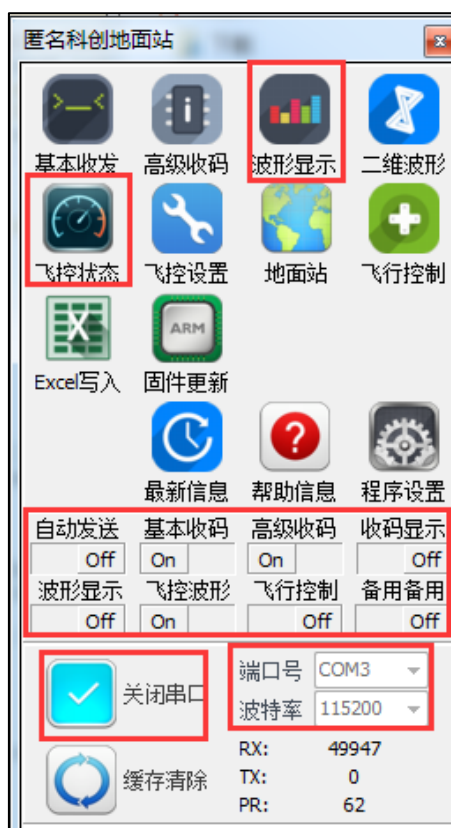 匿名科创地面站
基本收发 高级收码 波形显示 二维波形
飞控状态 飞控设置 地面站 飞行控制
ARM
Excel写入 固件更新
最新信息 帮助信息 程序设置
自动发送 基本收码 高级收码 收码显示
Off On On Off
波形显示 飞控波形 飞行控制 备用备用
Off On Off Off
端口号 COM3
关闭串口
波特率 115200
RX: 49947
缓存清除 TX: 0
PR: 62